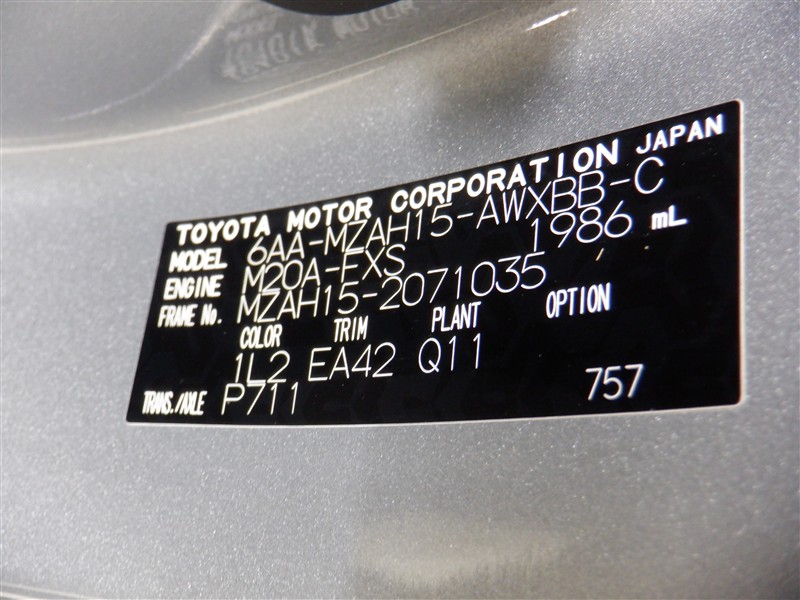 TOYOTA MOTOR CORPORATION JAPAN
MODEL 6AA-MZAH15-AWXBB-C
ENGINE M20A-FXS 1986 mL
FRAME No. MZAH15-2071035
COLOR TRIM PLANT OPTION
1L2 EA42 Q11
TRANS./AXLE P711 757